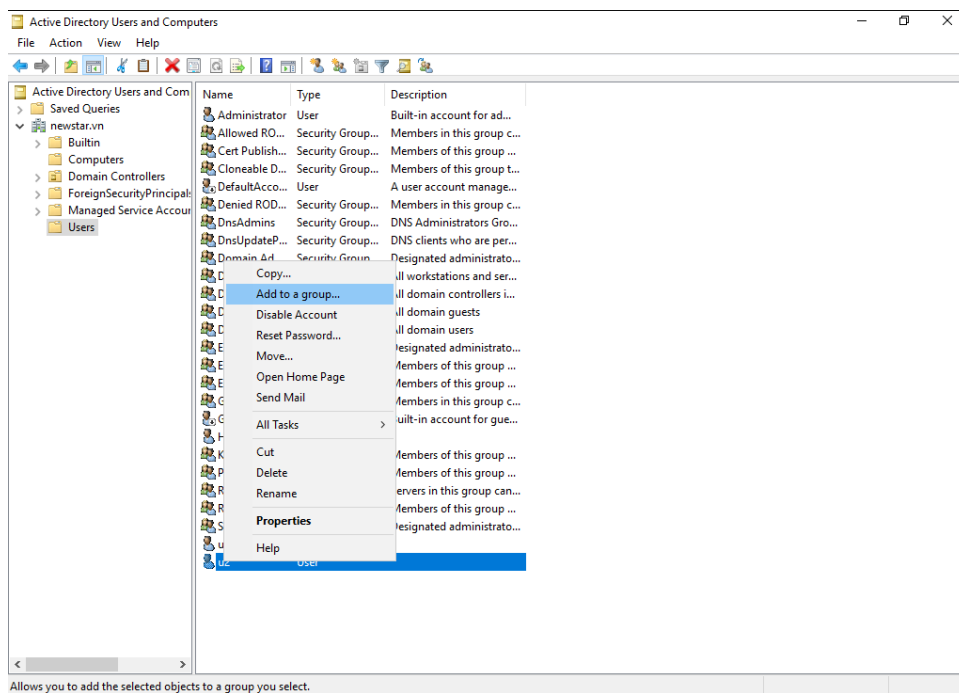 Active Directory Users and Computers
File Action View Help
Active Directory Users and Com
Saved Queries
newstar.vn
Builtin
Computers
Domain Controllers
ForeignSecurityPrincipals
Managed Service Accour
Users
Name Type Description
Administrator User Built-in account for ad...
Allowed RO... Security Group... Members in this group c...
Cert Publish... Security Group... Members of this group ...
Cloneable D... Security Group... Members of this group t...
DefaultAcco... User A user account manage...
Denied ROD... Security Group... Members in this group c...
DnsAdmins Security Group... DNS Administrators Gro...
DnsUpdateP... Security Group... DNS clients who are per...
Domain Ad... Security Group... Designated administrato...
D All workstations and ser...
D All domain controllers i...
D All domain guests
D All domain users
E Designated administrato...
E Members of this group ...
E Members of this group ...
G Members in this group c...
G Built-in account for gue...
H
K Members of this group ...
P Members of this group ...
R Servers in this group can...
R Members of this group ...
S Designated administrato...
u
u2 User
Copy...
Add to a group...
Disable Account
Reset Password...
Move...
Open Home Page
Send Mail
All Tasks
Cut
Delete
Rename
Properties
Help
Allows you to add the selected objects to a group you select.